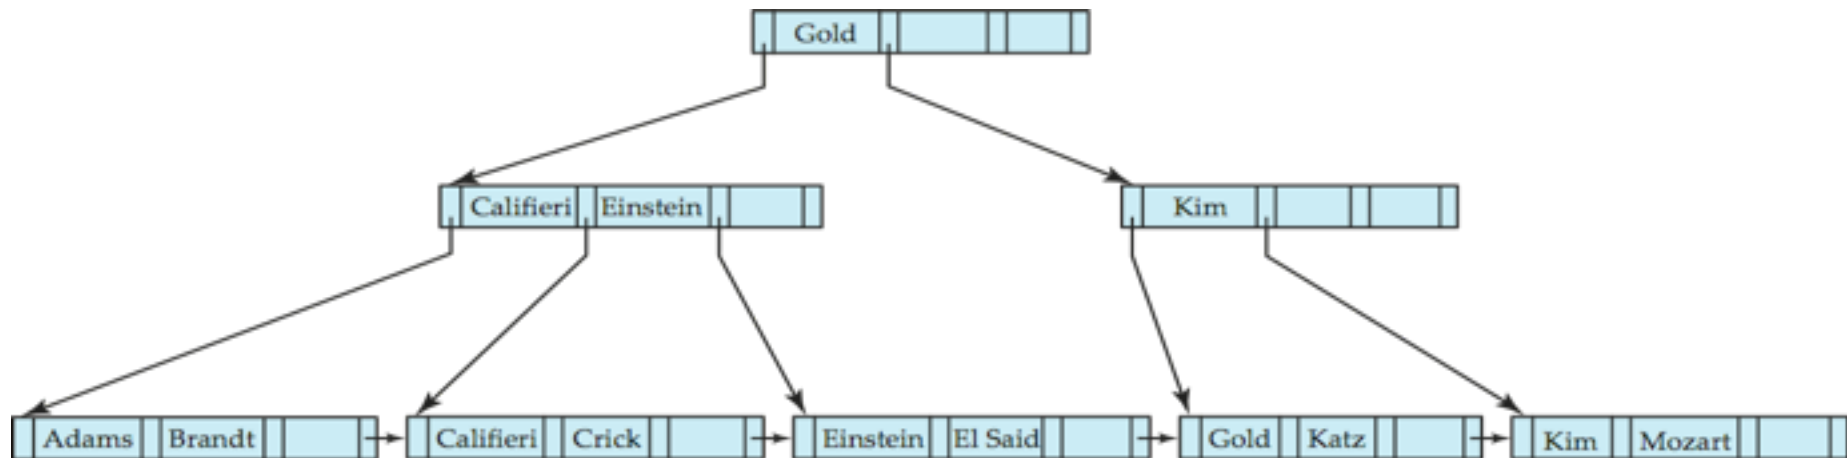 Gold
Califieri Einstein Kim
Adams Brandt Califieri Crick Einstein El Said Gold Katz Kim Mozart